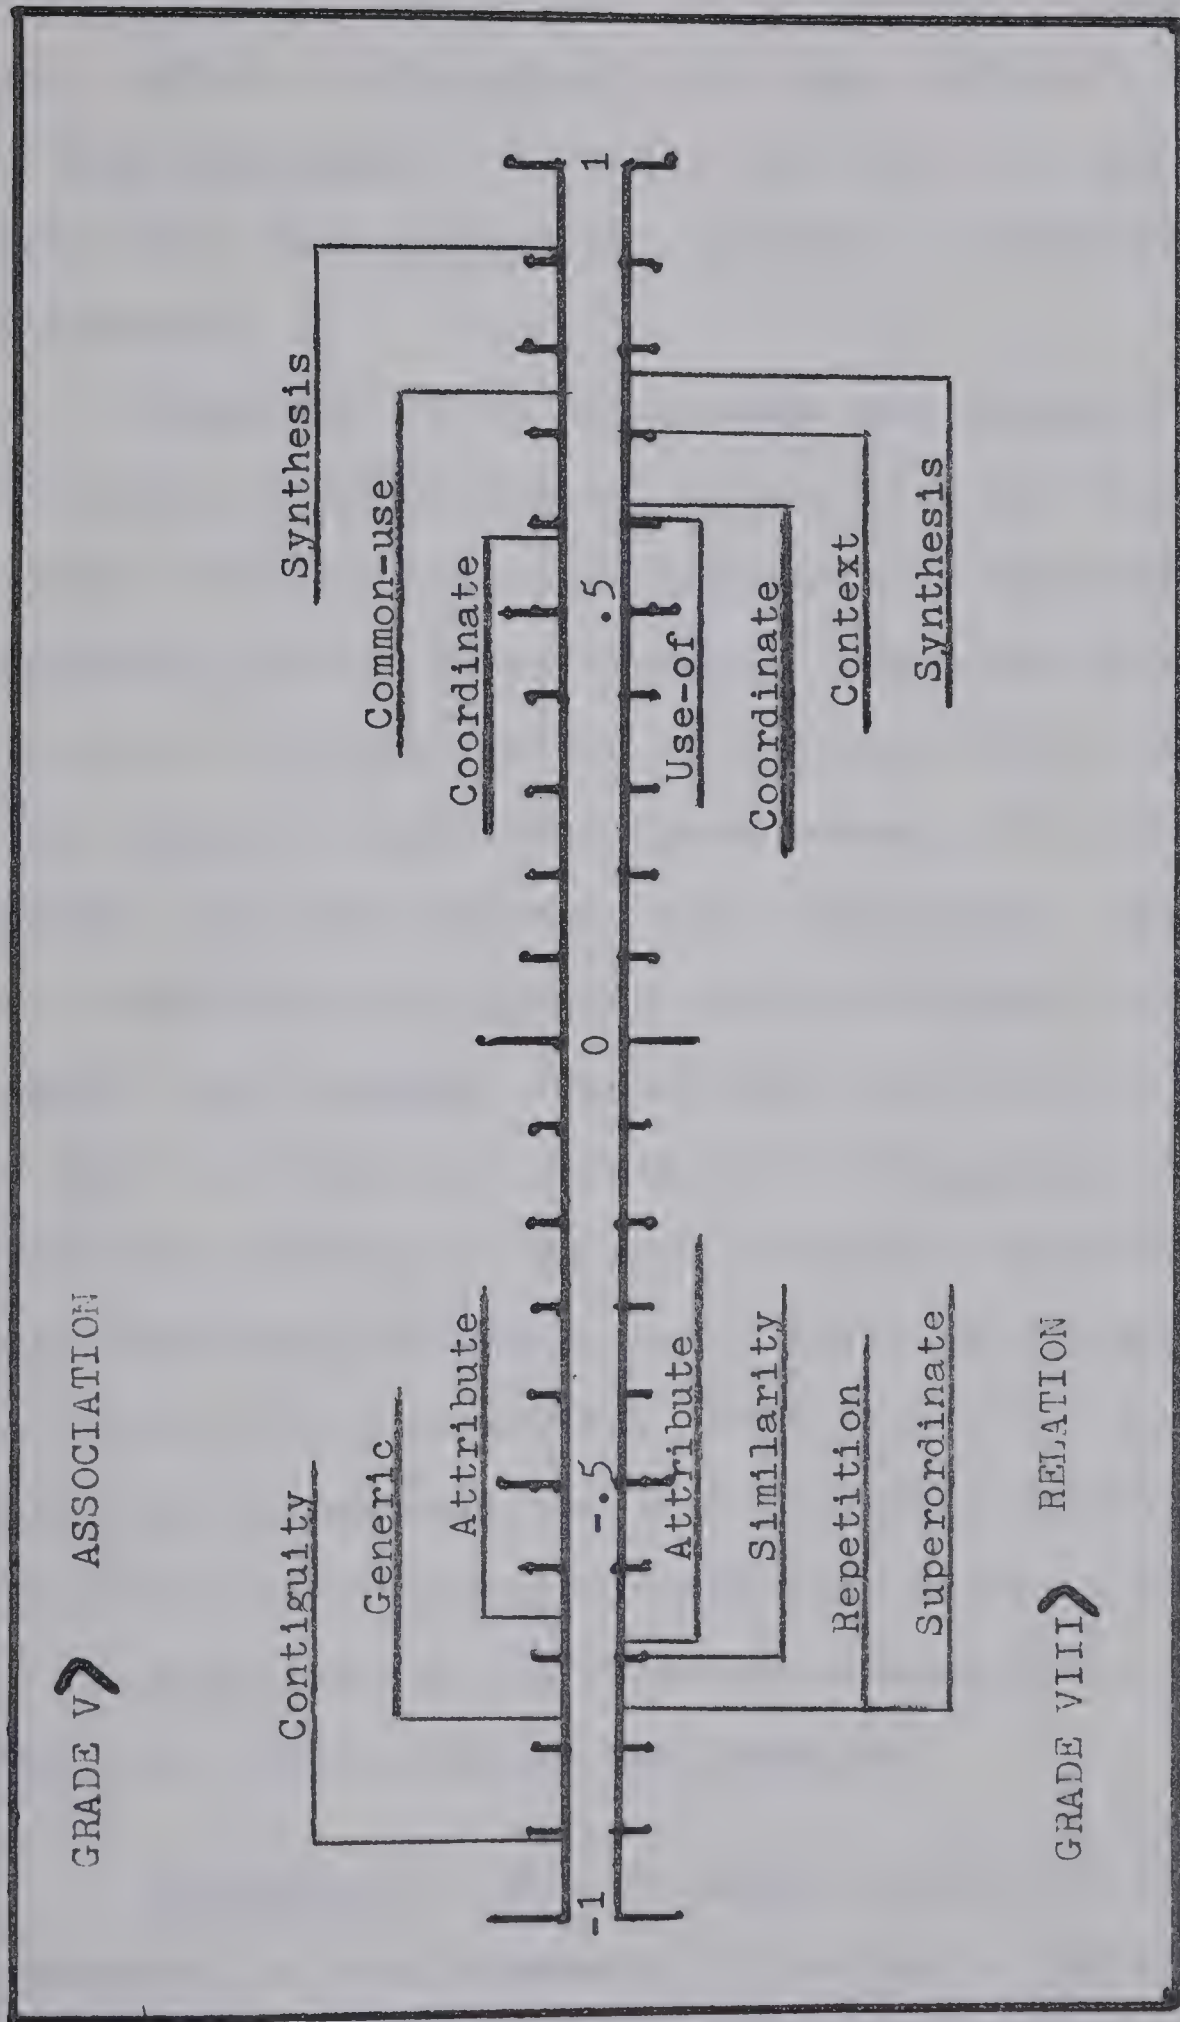 GRADE V> ASSOCIATION
Contiguity
Synthesis
Generic
Common-use
Attribute
Coordinate
-1 -.5 0 .5 1
Attribute
Use-of
Similarity
Coordinate
Repetition
Context
Superordinate
Synthesis
GRADE VIII> RELATION